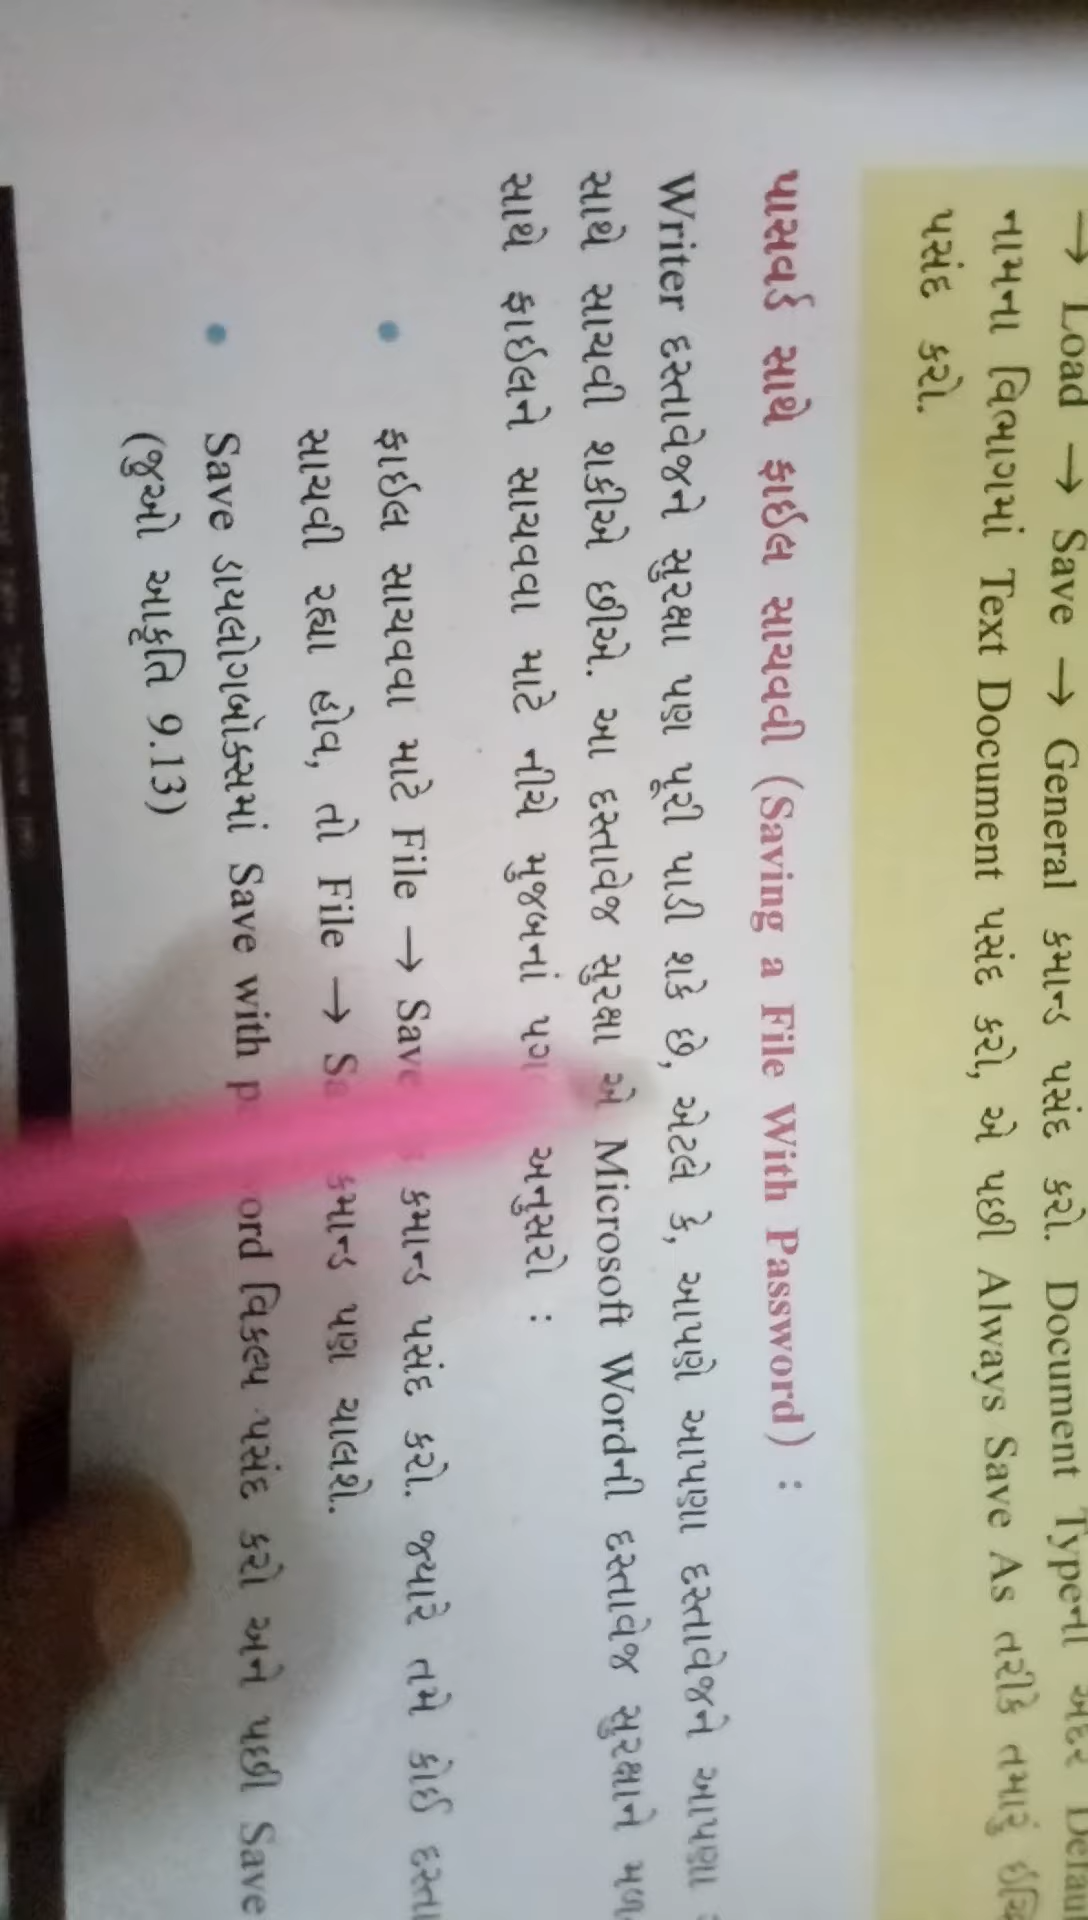 → Load → Save → General કમાન્ડ પસંદ કરો. Document Typeના અંદર
નામના વિભાગમાં Text Document પસંદ કરો, એ પછી Always Save As તરીકે તમારું
પસંદ કરો.
પાસવર્ડ સાથે ફાઈલ સાચવવી (Saving a File With Password) :
Writer દસ્તાવેજને સુરક્ષા પણ પૂરી પાડી શકે છે, એટલે કે, આપણે આપણા દસ્તાવેજને આપણા
સાથે સાચવી શકીએ છીએ. આ દસ્તાવેજ સુરક્ષા એ Microsoft Wordની દસ્તાવેજ સુરક્ષાને
સાથે ફાઈલને સાચવવા માટે નીચે મુજબનાં અનુસરો :
• ફાઈલ સાચવવા માટે File → કમાન્ડ પસંદ કરો. જ્યારે તમે કોઈ
સાચવી રહ્યા હોવ, તો File → કમાન્ડ પણ ચાલશે.
• Save ડાયલોગબોક્સમાં Save with વિકલ્પ પસંદ કરો અને પછી Save
(જુઓ આકૃતિ 9.13)